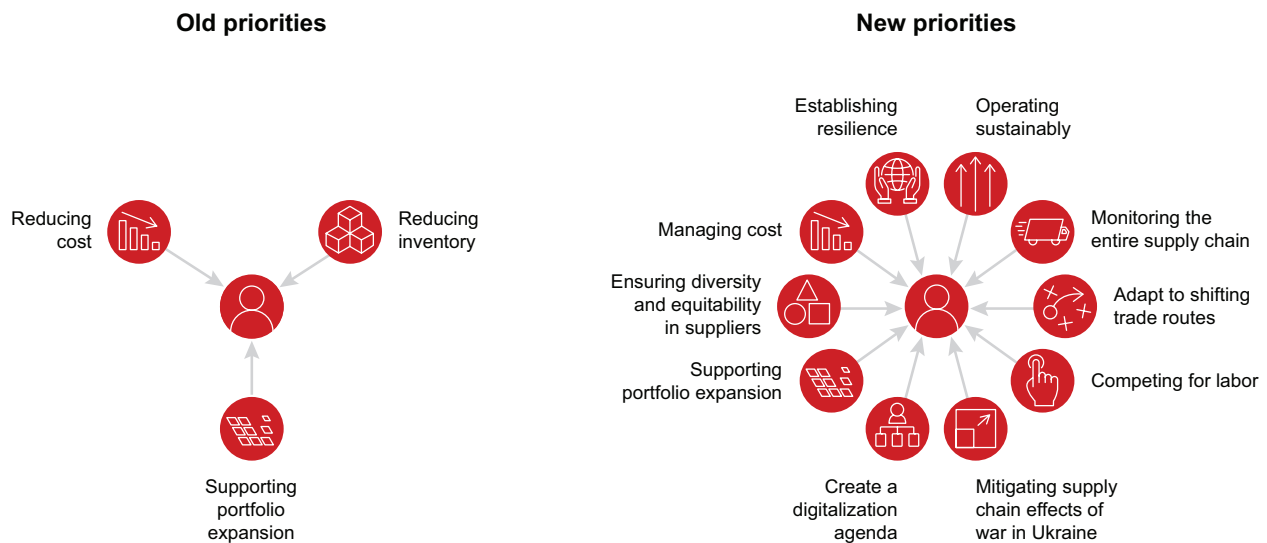 Old priorities
Reducing
cost
Reducing
inventory
Supporting
portfolio
expansion
New priorities
Establishing
resilience
Operating
sustainably
Managing cost
Monitoring the
entire supply chain
Ensuring diversity
and equitability
in suppliers
Adapt to shifting
trade routes
Supporting
portfolio expansion
Competing for labor
Create a
digitalization
agenda
Mitigating supply
chain effects of
war in Ukraine